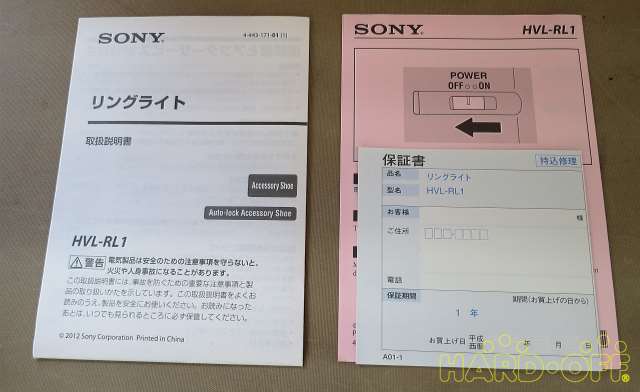 SONY
4-443-171-01 (1)
リングライト
取扱説明書
Accessory Shoe
Auto-lock Accessory Shoe
HVL-RL1
警告
電気製品は安全のための注意事項を守らないと、
火災や人身事故になることがあります。
この取扱説明書には、事故を防ぐための重要な注意事項と製
品の取り扱いかたを示しています。この取扱説明書をよくお
読みのうえ、製品を安全にお使いください。お読みになった
あとは、いつでも見られるところに必ず保管してください。
© 2012 Sony Corporation Printed in China
SONY
HVL-RL1
POWER
OFF ON
保証書
持込修理
品名
リングライト
型名
HVL-RL1
お客様
様
ご住所
電話
保証期間
期間(お買上げの日から)
1 年
お買上げ日 平成
西暦
年 月 日
A01-1
HARD-OFF